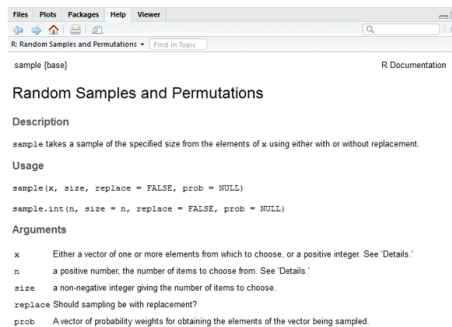 Files Plots Packages Help Viewer
R: Random Samples and Permutations Find in Topic
sample {base} R Documentation
Random Samples and Permutations
Description
sample takes a sample of the specified size from the elements of x using either with or without replacement.
Usage
sample(x, size, replace = FALSE, prob = NULL)
sample.int(n, size = n, replace = FALSE, prob = NULL)
Arguments
x Either a vector of one or more elements from which to choose, or a positive integer. See ‘Details.’
n a positive number, the number of items to choose from. See ‘Details.’
size a non-negative integer giving the number of items to choose.
replace Should sampling be with replacement?
prob A vector of probability weights for obtaining the elements of the vector being sampled.